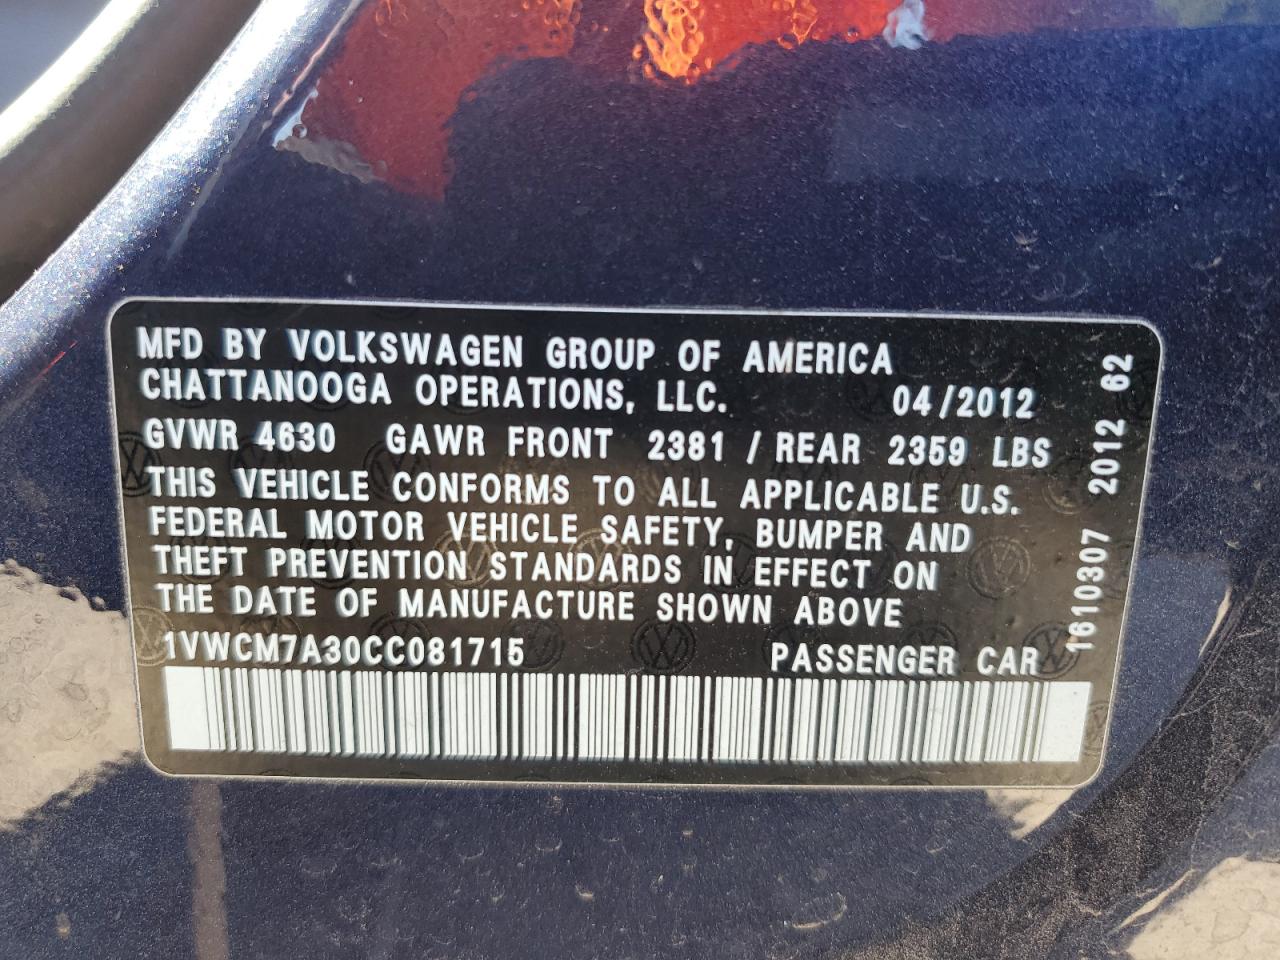 MFD BY VOLKSWAGEN GROUP OF AMERICA
CHATTANOOGA OPERATIONS, LLC. 04/2012
GVWR 4630 GAWR FRONT 2381 / REAR 2359 LBS
THIS VEHICLE CONFORMS TO ALL APPLICABLE U.S.
FEDERAL MOTOR VEHICLE SAFETY, BUMPER AND
THEFT PREVENTION STANDARDS IN EFFECT ON
THE DATE OF MANUFACTURE SHOWN ABOVE
1VWCM7A30CC081715 PASSENGER CAR
1610307 2012 62